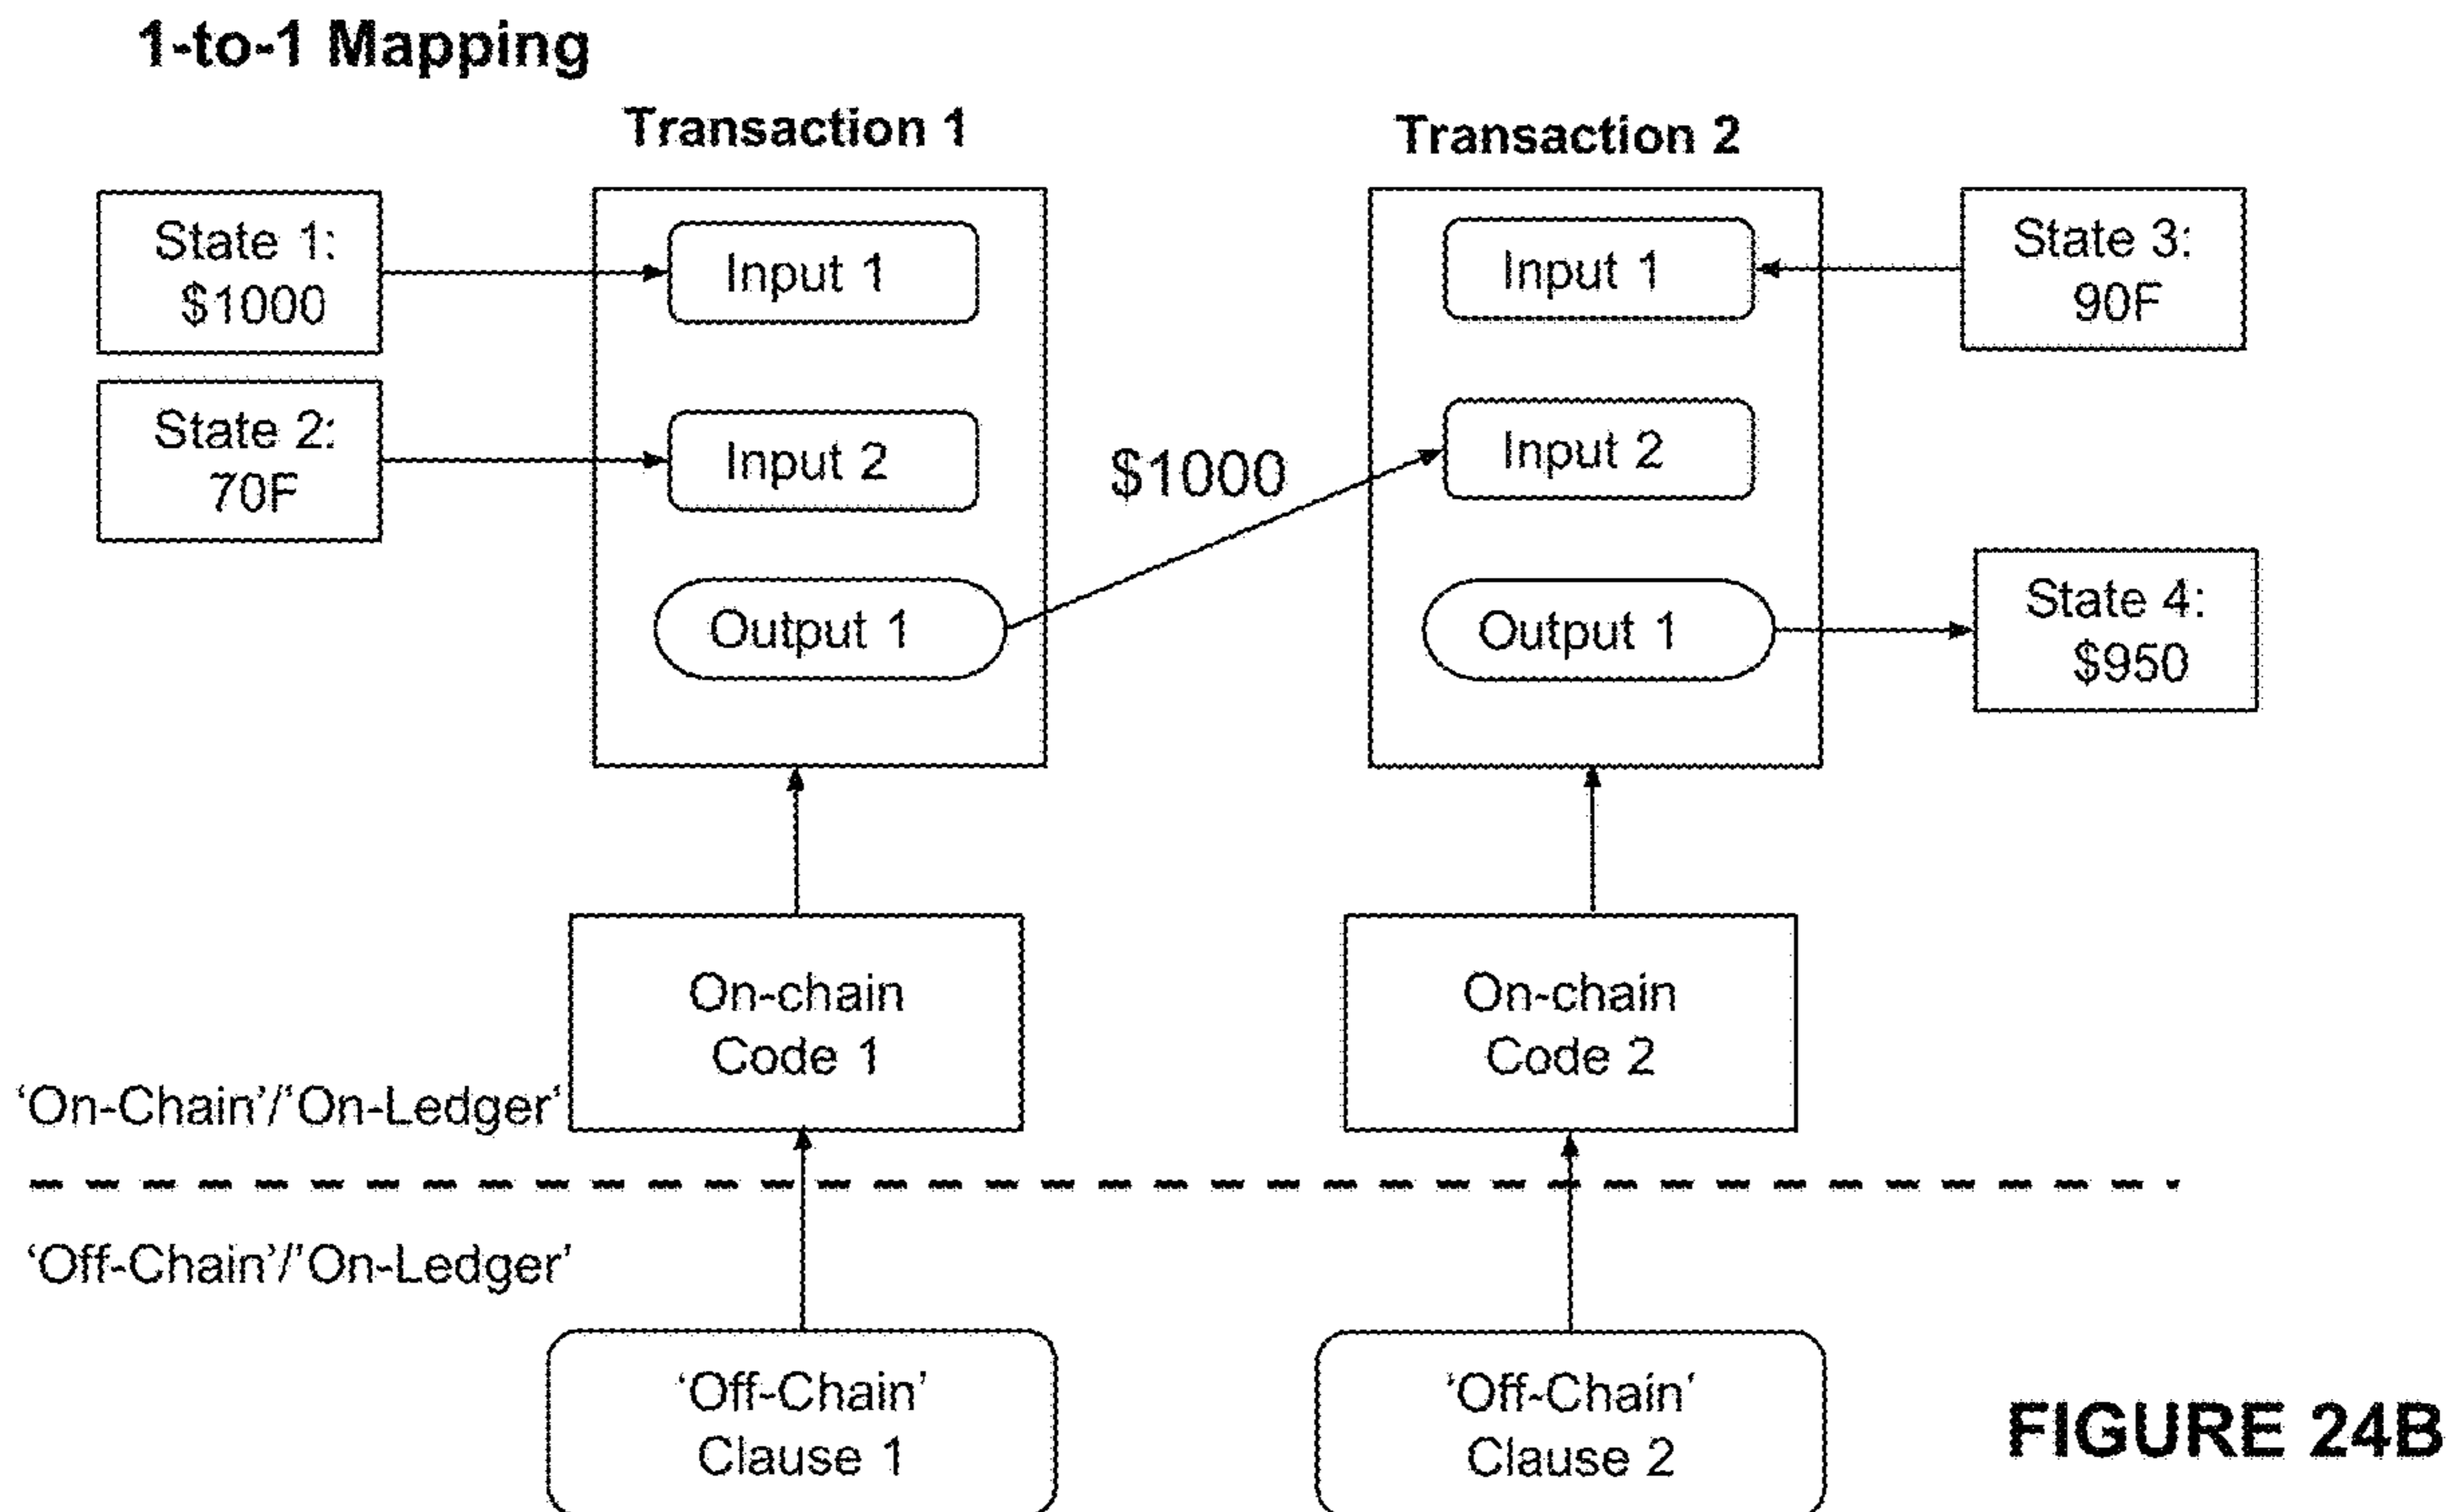 1-to-1 Mapping
Transaction 1
Transaction 2
State 1:
$1000
Input 1
Input 1
State 3:
90F
State 2:
70F
Input 2
$1000
Input 2
Output 1
Output 1
State 4:
$950
On-chain
Code 1
On-chain
Code 2
‘On-Chain’/‘On-Ledger‘
‘Off-Chain’/’On-Ledger’
‘Off-Chain’
Clause 1
‘Off-Chain‘
Clause 2
FIGURE 24B